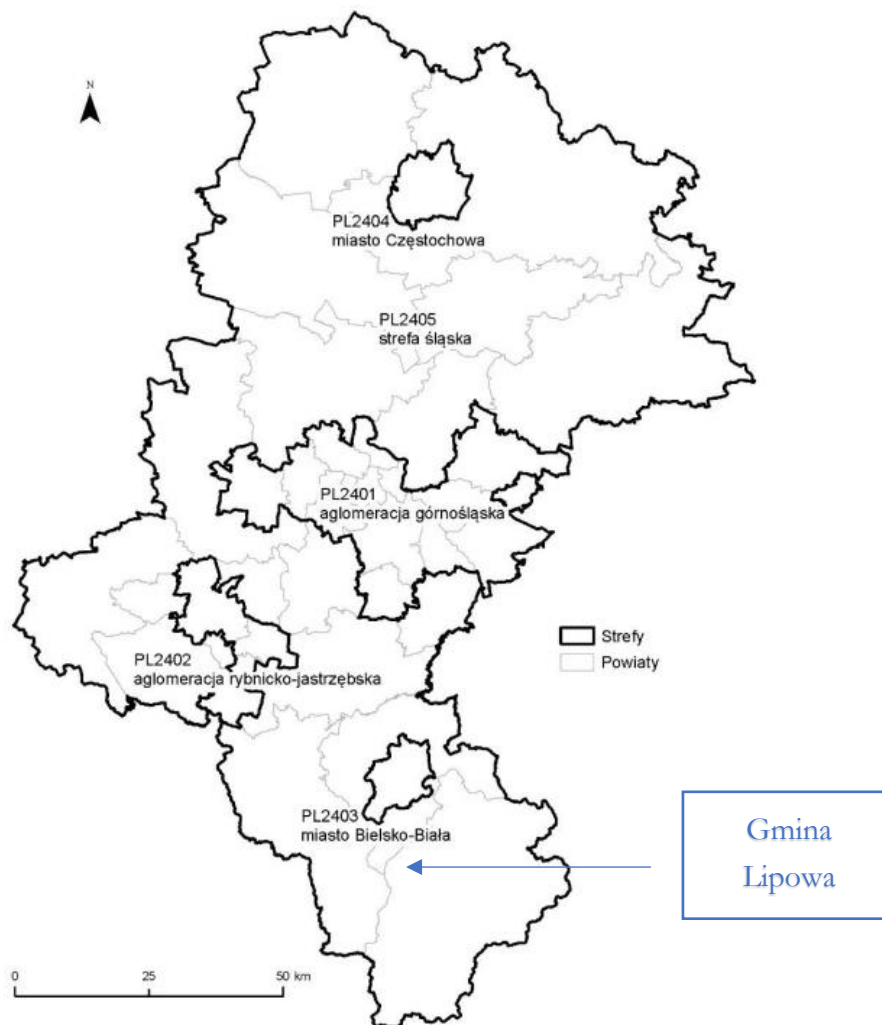 N
PL2404
miasto Częstochowa
PL2405
strefa śląska
PL2401
aglomeracja górnośląska
Strefy
Powiaty
PL2402
aglomeracja rybnicko-jastrzębska
PL2403
miasto Bielsko-Biała
Gmina
Lipowa
0 25 50 km